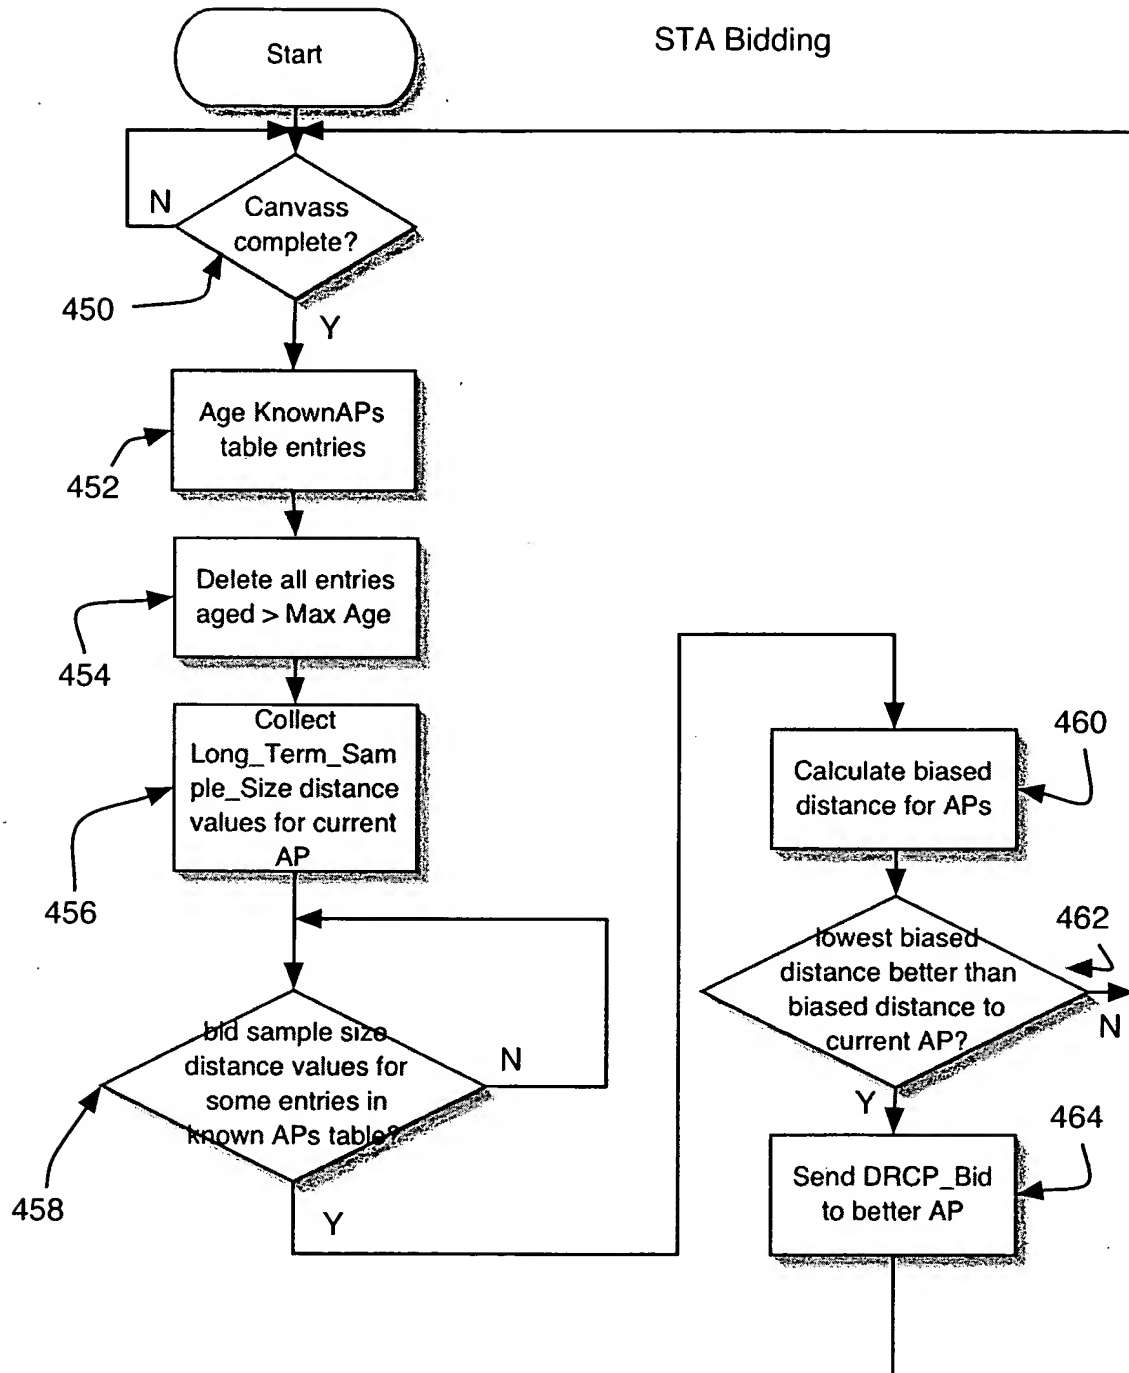 STA Bidding
Start
N
Canvass
complete?
450
Y
Age KnownAPs
table entries
452
Delete all entries
aged > Max Age
454
Collect
Long_Term_Sam
ple_Size distance
values for current
AP
456
bid sample size
distance values for
some entries in
known APs table?
N
458
Y
460
Calculate biased
distance for APs
462
lowest biased
distance better than
biased distance to
current AP?
N
Y
464
Send DRCP_Bid
to better AP